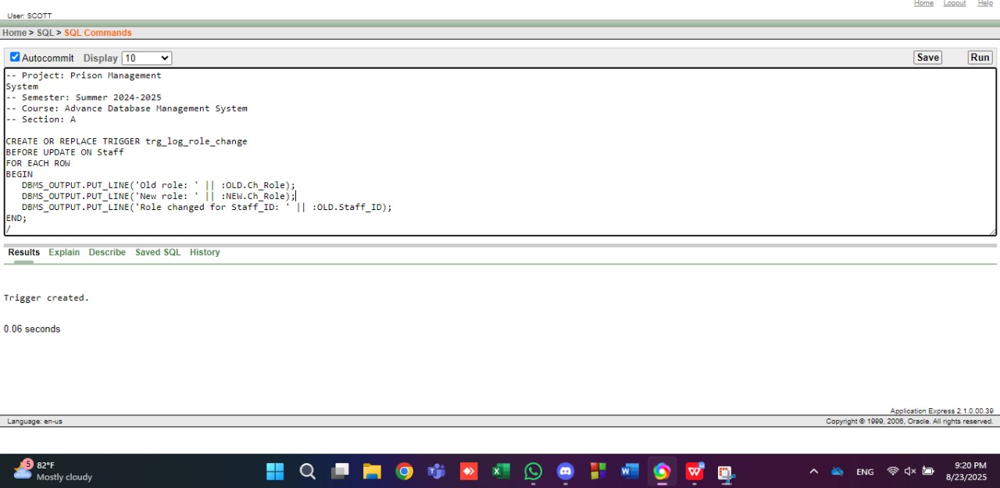 Home Logout Help
User: SCOTT
Home > SQL > SQL Commands
Autocommit Display 10 Save Run
-- Project: Prison Management
System
-- Semester: Summer 2024-2025
-- Course: Advance Database Management System
-- Section: A
CREATE OR REPLACE TRIGGER trg_log_role_change
BEFORE UPDATE ON Staff
FOR EACH ROW
BEGIN
DBMS_OUTPUT.PUT_LINE('Old role: ' || :OLD.Ch_Role);
DBMS_OUTPUT.PUT_LINE('New role: ' || :NEW.Ch_Role);
DBMS_OUTPUT.PUT_LINE('Role changed for Staff_ID: ' || :OLD.Staff_ID);
END;
/
Results Explain Describe Saved SQL History
Trigger created.
0.06 seconds
Application Express 2.1.0.00.39
Language: en-us Copyright © 1999, 2006, Oracle. All rights reserved.
5 82°F
Mostly cloudy
ENG
9:20 PM
8/23/2025